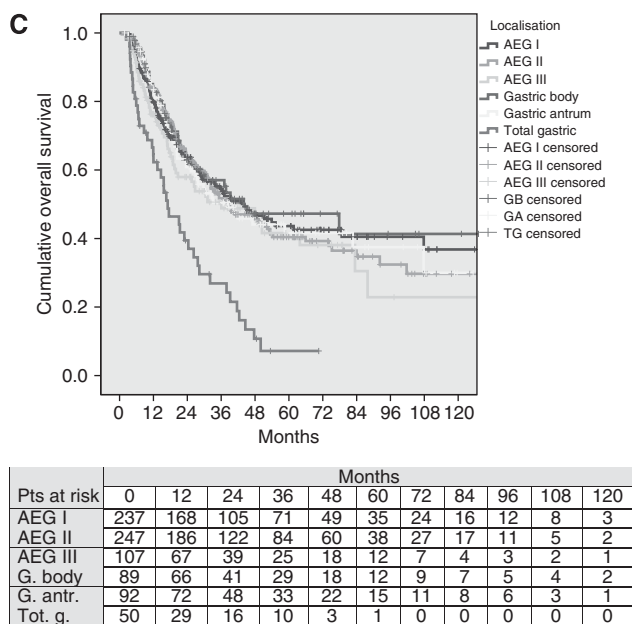 C
Cumulative overall survival
1.0
0.8
0.6
0.4
0.2
0.0
0 12 24 36 48 60 72 84 96 108 120
Months
Localisation
AEG I
AEG II
AEG III
Gastric body
Gastric antrum
Total gastric
AEG I censored
AEG II censored
AEG III censored
GB censored
GA censored
TG censored
Months
Pts at risk 0 12 24 36 48 60 72 84 96 108 120
AEG I 237 168 105 71 49 35 24 16 12 8 3
AEG II 247 186 122 84 60 38 27 17 11 5 2
AEG III 107 67 39 25 18 12 7 4 3 2 1
G. body 89 66 41 29 18 12 9 7 5 4 2
G. antr. 92 72 48 33 22 15 11 8 6 3 1
Tot. g. 50 29 16 10 3 1 0 0 0 0 0